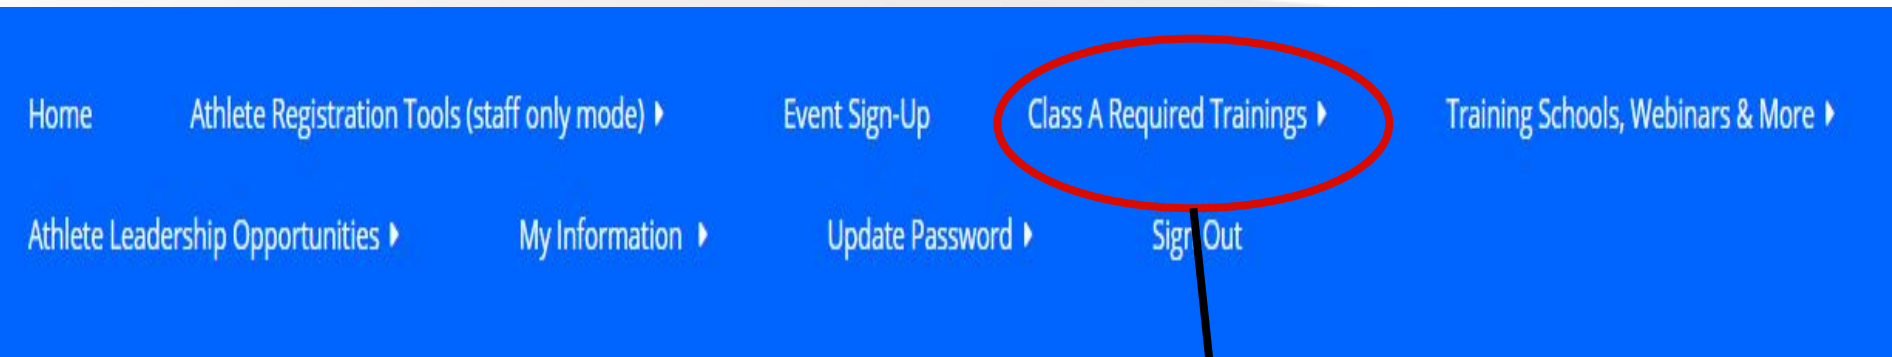 Home Athlete Registration Tools (staff only mode) Event Sign-Up Class A Required Trainings Training Schools, Webinars & More
Athlete Leadership Opportunities My Information Update Password Sign Out